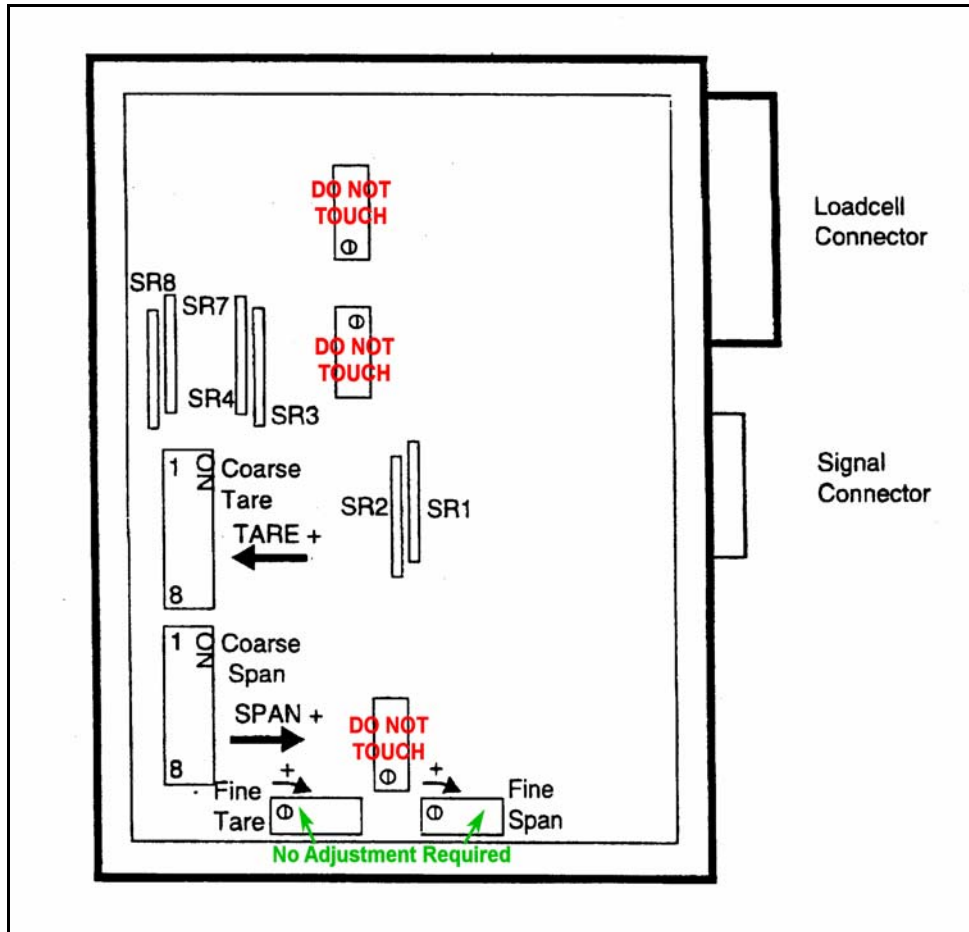 DO NOT
TOUCH
Loadcell
Connector
SR8
SR7
DO NOT
TOUCH
SR4
SR3
1
ON
Coarse
Tare
TARE +
8
SR2
SR1
Signal
Connector
1
ON
Coarse
Span
SPAN +
8
DO NOT
TOUCH
+
+
Fine
Tare
Fine
Span
No Adjustment Required